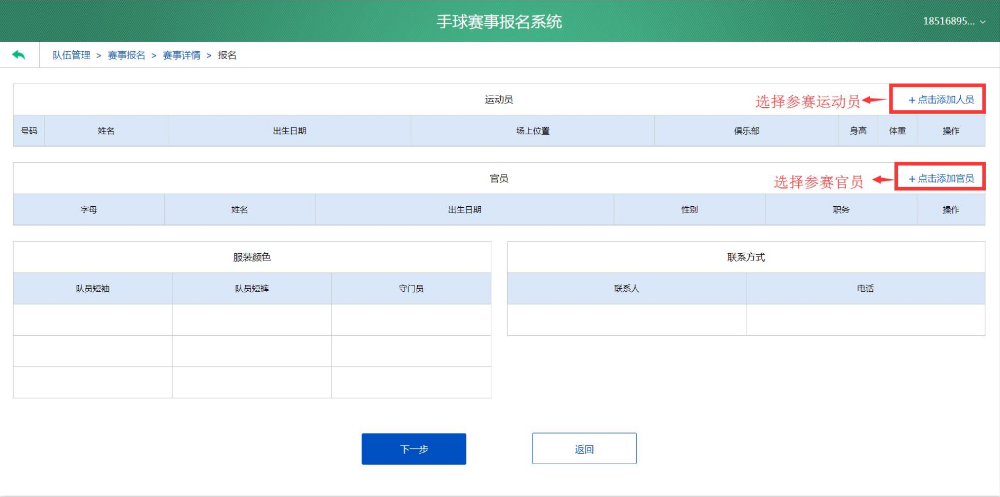 手球赛事报名系统
18516895...
队伍管理 > 赛事报名 > 赛事详情 > 报名
运动员
选择参赛运动员
+点击添加人员
号码 姓名 出生日期 场上位置 俱乐部 身高 体重 操作
官员
选择参赛官员
+点击添加官员
字母 姓名 出生日期 性别 职务 操作
服装颜色
队员短袖 队员短裤 守门员
联系方式
联系人 电话
下一步
返回